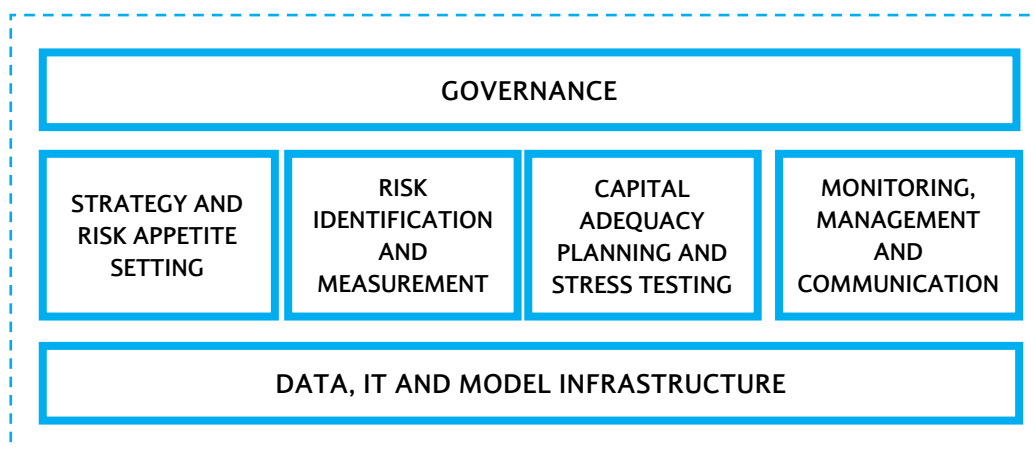 GOVERNANCE
STRATEGY AND
RISK APPETITE
SETTING
RISK
IDENTIFICATION
AND
MEASUREMENT
CAPITAL
ADEQUACY
PLANNING AND
STRESS TESTING
MONITORING,
MANAGEMENT
AND
COMMUNICATION
DATA, IT AND MODEL INFRASTRUCTURE